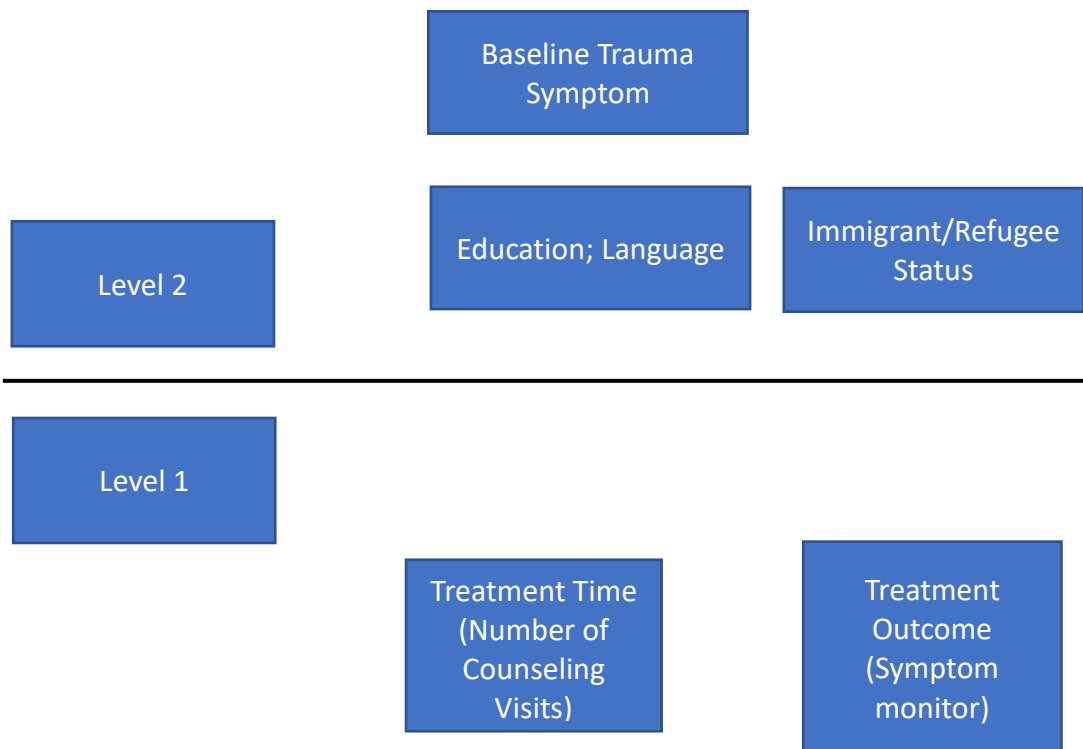 Baseline Trauma
Symptom
Education; Language
Immigrant/Refugee
Status
Level 2
Level 1
Treatment Time
(Number of
Counseling
Visits)
Treatment
Outcome
(Symptom
monitor)